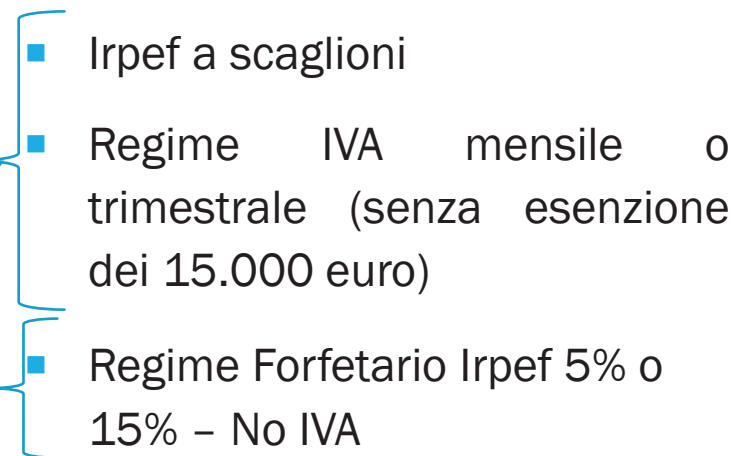 Irpef a scaglioni
Regime IVA mensile o
trimestrale (senza esenzione
dei 15.000 euro)
Regime Forfetario Irpef 5% o
15% – No IVA